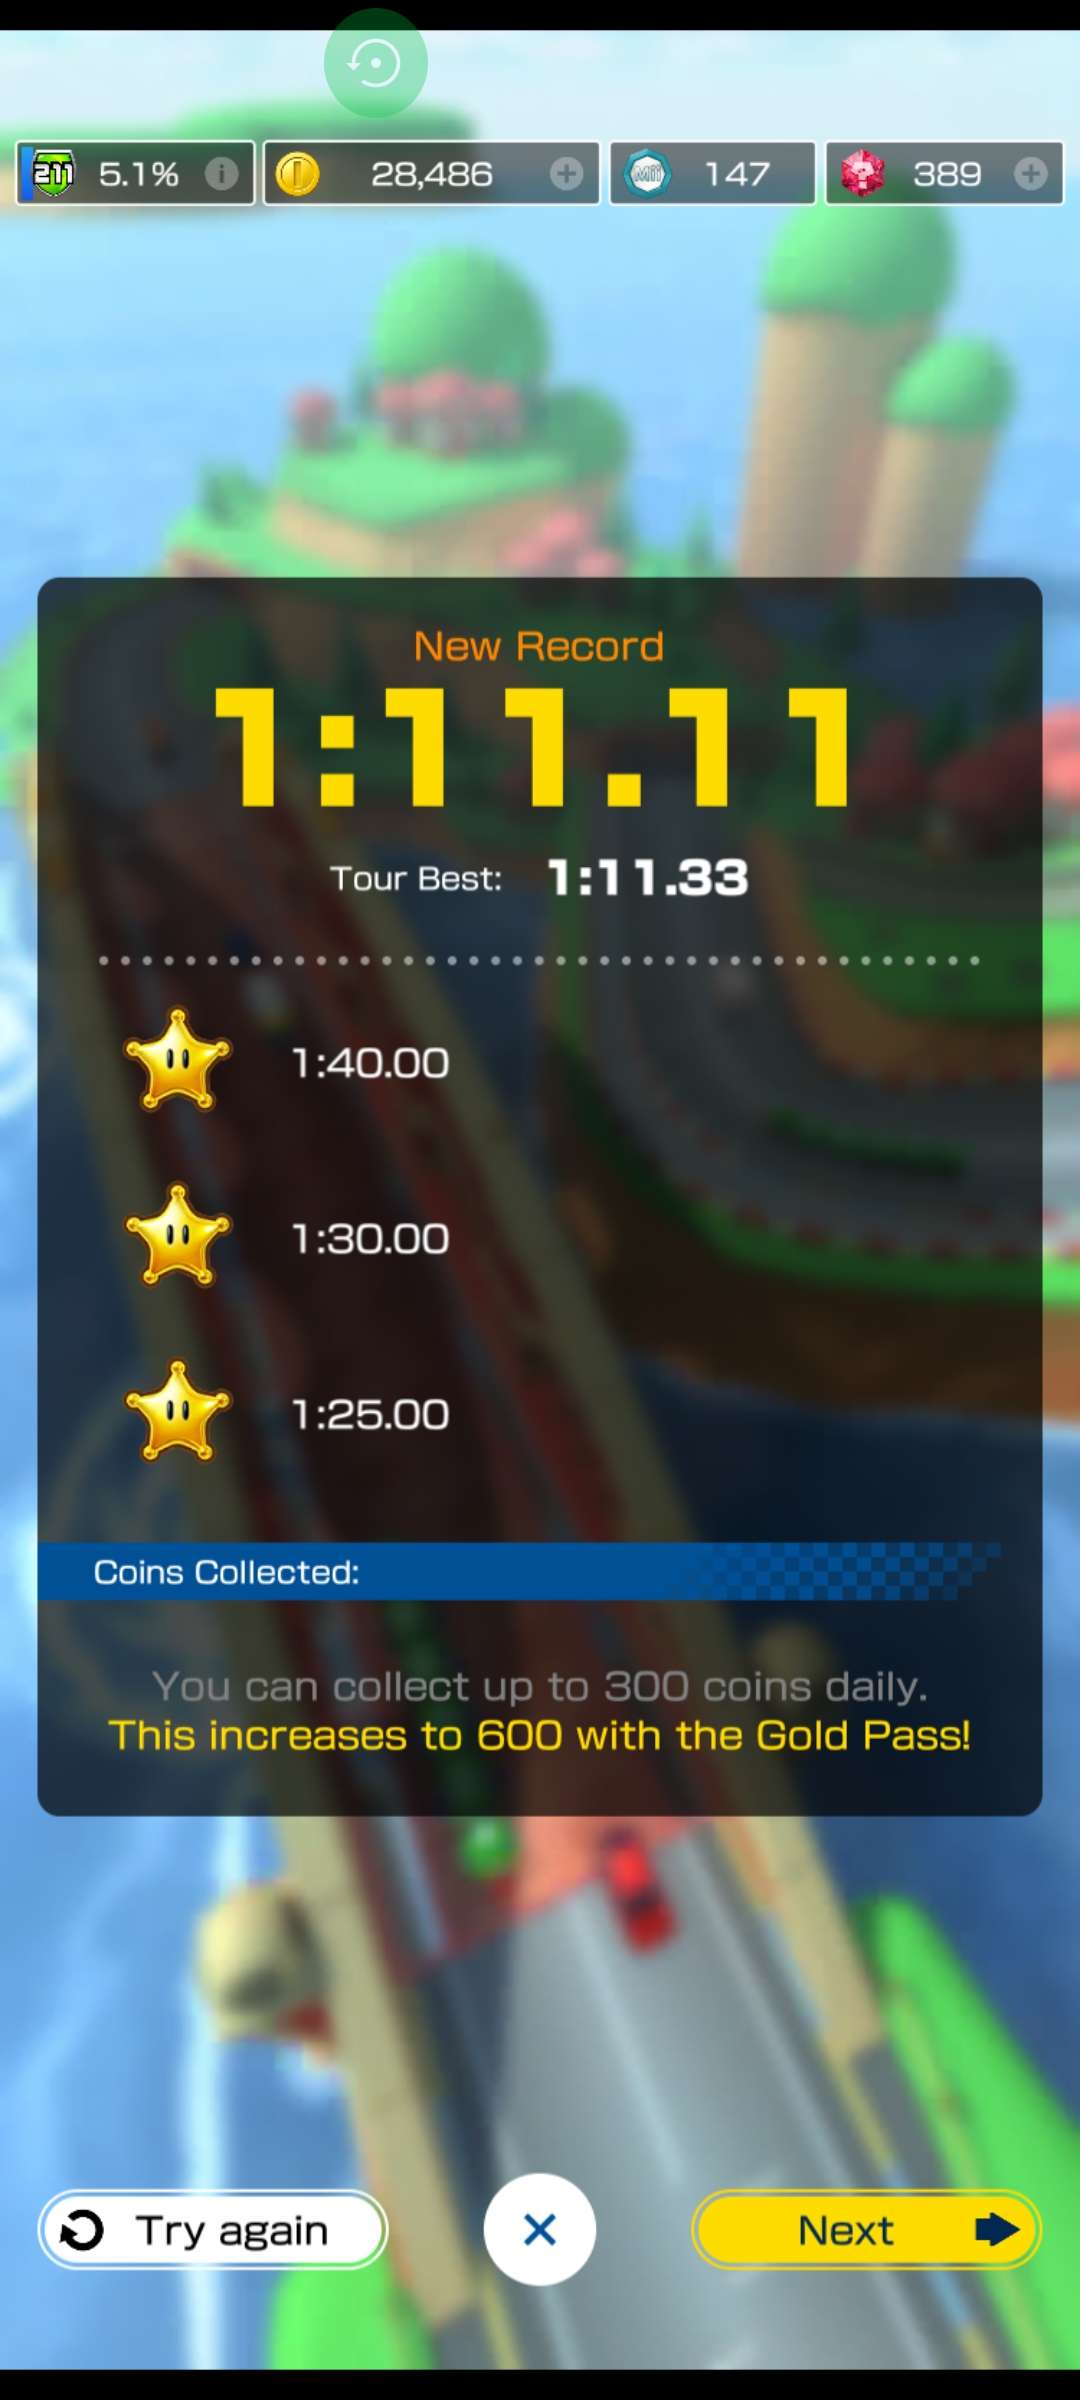 211 5.1% i 28,486 + Mii 147 389 +
New Record
1:11.11
Tour Best: 1:11.33
1:40.00
1:30.00
1:25.00
Coins Collected:
You can collect up to 300 coins daily.
This increases to 600 with the Gold Pass!
Try again × Next